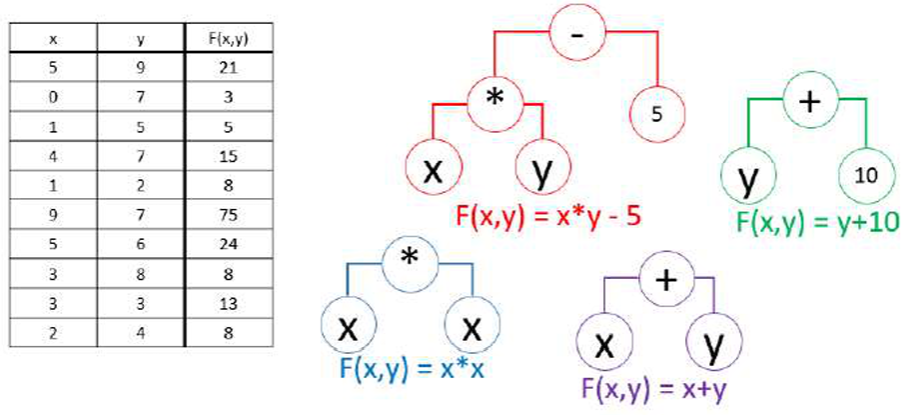 x y F(x,y)
5 9 21
0 7 3
1 5 5
4 7 15
1 2 8
9 7 75
5 6 24
3 8 8
3 3 13
2 4 8
-
* 5
x y
F(x,y) = x*y - 5
+
y 10
F(x,y) = y+10
*
x x
F(x,y) = x*x
+
x y
F(x,y) = x+y